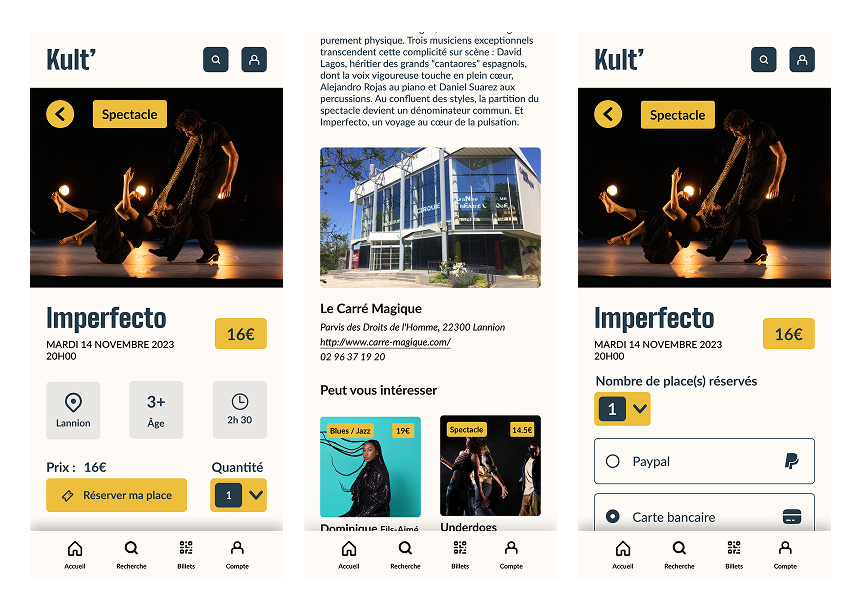 Kult’
Spectacle
Imperfecto
16€
MARDI 14 NOVEMBRE 2023
20H00
Lannion
3+
Âge
2h 30
Prix : 16€
Quantité
Réserver ma place
1
Accueil
Recherche
Billets
Compte
purement physique. Trois musiciens exceptionnels
transcendent cette complicité sur scène : David
Lagos, héritier des grands “cantaores” espagnols,
dont la voix vigoureuse touche en plein cœur,
Alejandro Rojas au piano et Daniel Suarez aux
percussions. Au confluent des styles, la partition du
spectacle devient un dénominateur commun. Et
Imperfecto, un voyage au cœur de la pulsation.
CIRQUE
Le Carré Magique
Parvis des Droits de l'Homme, 22300 Lannion
http://www.carre-magique.com/
02 96 37 19 20
Peut vous intéresser
Blues / Jazz
19€
Spectacle
14.5€
Dominique Fils-Aimé
Underdogs
Accueil
Recherche
Billets
Compte
Kult’
Spectacle
Imperfecto
16€
MARDI 14 NOVEMBRE 2023
20H00
Nombre de place(s) réservés
1
Paypal
Carte bancaire
Accueil
Recherche
Billets
Compte